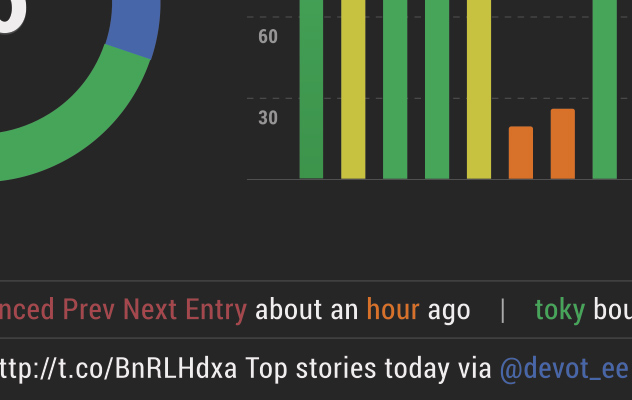 60
30
nced Prev Next Entry about an hour ago | toky bou
ttp://t.co/BnRLHdxa Top stories today via @devot_ee